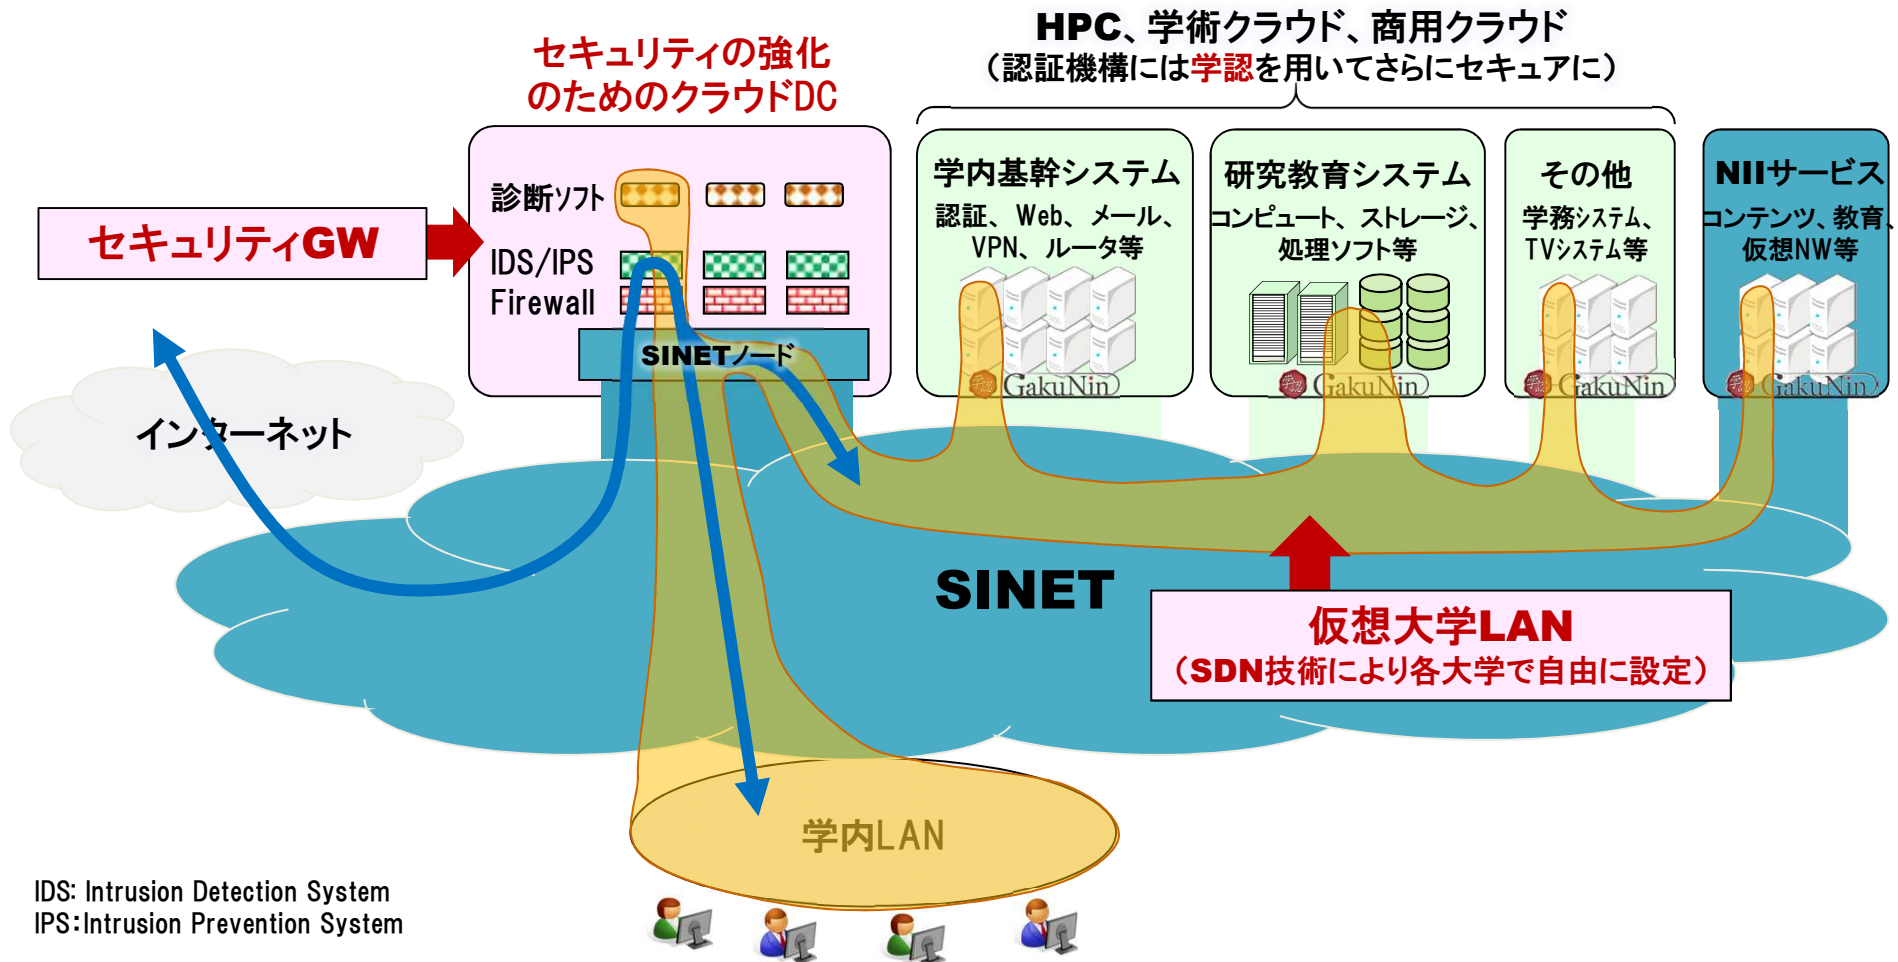 HPC、学術クラウド、商用クラウド
（認証機構には学認を用いてさらにセキュアに）
セキュリティの強化
のためのクラウドDC
セキュリティGW
診断ソフト
IDS/IPS
Firewall
SINETノード
学内基幹システム
認証、Web、メール、
VPN、ルータ等
GakuNin
研究教育システム
コンピュート、ストレージ、
処理ソフト等
GakuNin
その他
学務システム、
TVシステム等
GakuNin
NIIサービス
コンテンツ、教育、
仮想NW等
GakuNin
インターネット
SINET
仮想大学LAN
（SDN技術により各大学で自由に設定）
学内LAN
IDS: Intrusion Detection System
IPS：Intrusion Prevention System